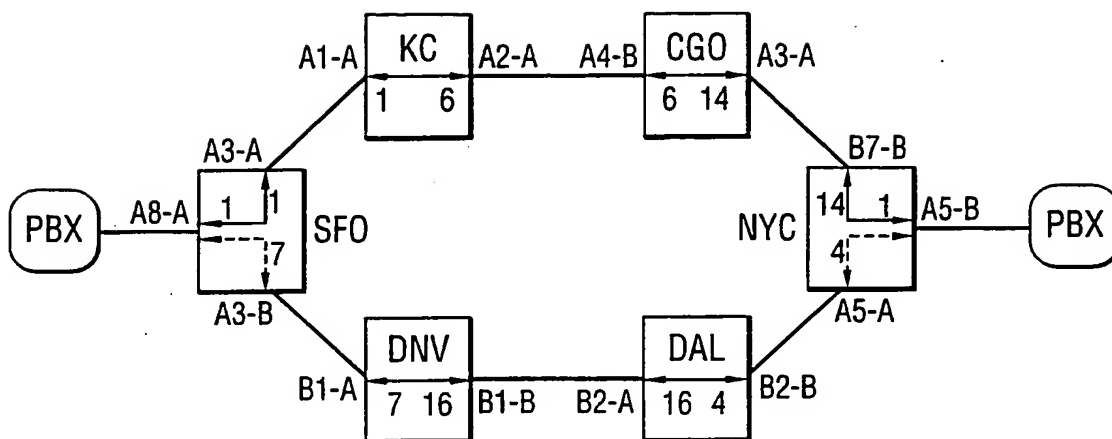 KC
CGO
A1-A
A2-A
A4-B
A3-A
1 6
6 14
A3-A
B7-B
PBX
A8-A
1
1
SFO
7
A3-B
NYC
14
1
4
A5-B
PBX
A5-A
DNV
DAL
B1-A
7 16
B1-B
B2-A
16 4
B2-B